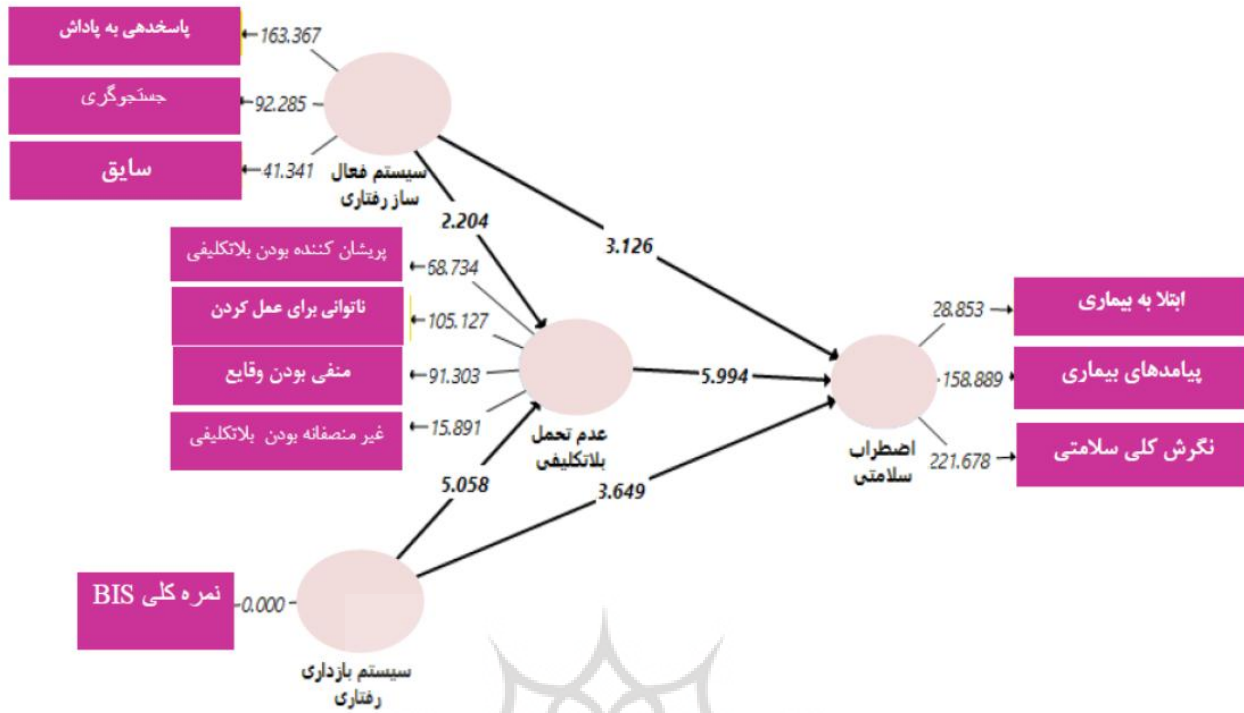 پاسخدهی به پاداش
163.367
جستجوگری
92.285
سایق
41.341
سیستم فعال
ساز رفتاری
2.204
3.126
پریشان کننده بودن بلاتکلیفی
68.734
ناتوانی برای عمل کردن
105.127
منفی بودن وقایع
91.303
غیر منصفانه بودن بلاتکلیفی
15.891
عدم تحمل
بلاتکلیفی
5.994
5.058
3.649
ابتلا به بیماری
28.853
پیامدهای بیماری
158.889
نگرش کلی سلامتی
221.678
اضطراب
سلامتی
نمره کلی BIS
0.000
سیستم بازداری
رفتاری